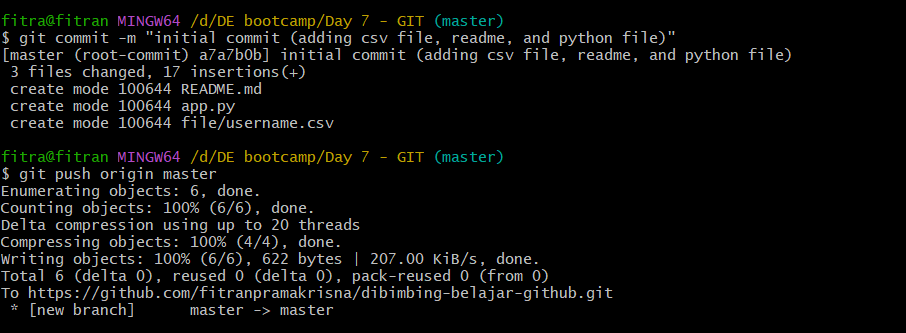 fitra@fitran MINGW64 /d/DE bootcamp/Day 7 - GIT (master)
$ git commit -m "initial commit (adding csv file, readme, and python file)"
[master (root-commit) a7a7b0b] initial commit (adding csv file, readme, and python file)
 3 files changed, 17 insertions(+)
 create mode 100644 README.md
 create mode 100644 app.py
 create mode 100644 file/username.csv
fitra@fitran MINGW64 /d/DE bootcamp/Day 7 - GIT (master)
$ git push origin master
Enumerating objects: 6, done.
Counting objects: 100% (6/6), done.
Delta compression using up to 20 threads
Compressing objects: 100% (4/4), done.
Writing objects: 100% (6/6), 622 bytes | 207.00 KiB/s, done.
Total 6 (delta 0), reused 0 (delta 0), pack-reused 0 (from 0)
To https://github.com/fitranpramakrisna/dibimbing-belajar-github.git
 * [new branch]      master -> master